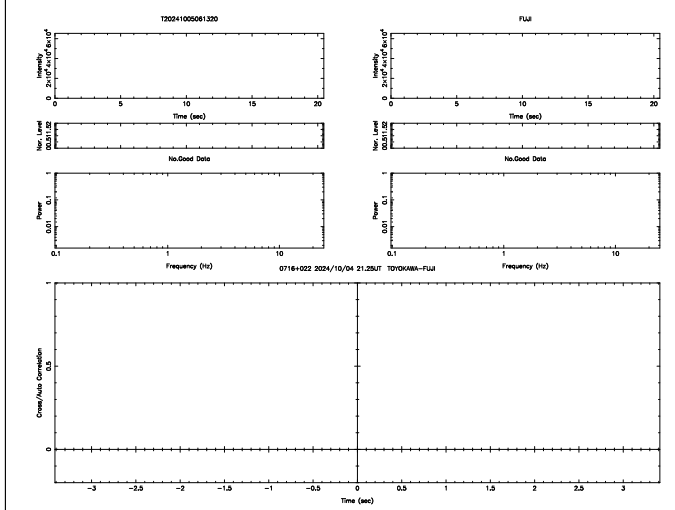 T20241005061320
FUJI
Intensity
0 2×10⁴ 4×10⁴ 6×10⁴
0 5 10 15 20
Time (sec)
Intensity
0 2×10⁴ 4×10⁴ 6×10⁴
0 5 10 15 20
Time (sec)
Nor. Level
00.511.52
Nor. Level
00.511.52
No.Good Data
No.Good Data
Power
0.01 0.1 1
0.1 1 10
Frequency (Hz)
Power
0.01 0.1 1
0.1 1 10
Frequency (Hz)
0716+022 2024/10/04 21.25UT TOYOKAWA-FUJI
Cross/Auto Correlation
0 0.5 1
-3 -2.5 -2 -1.5 -1 -0.5 0 0.5 1 1.5 2 2.5 3
Time (sec)